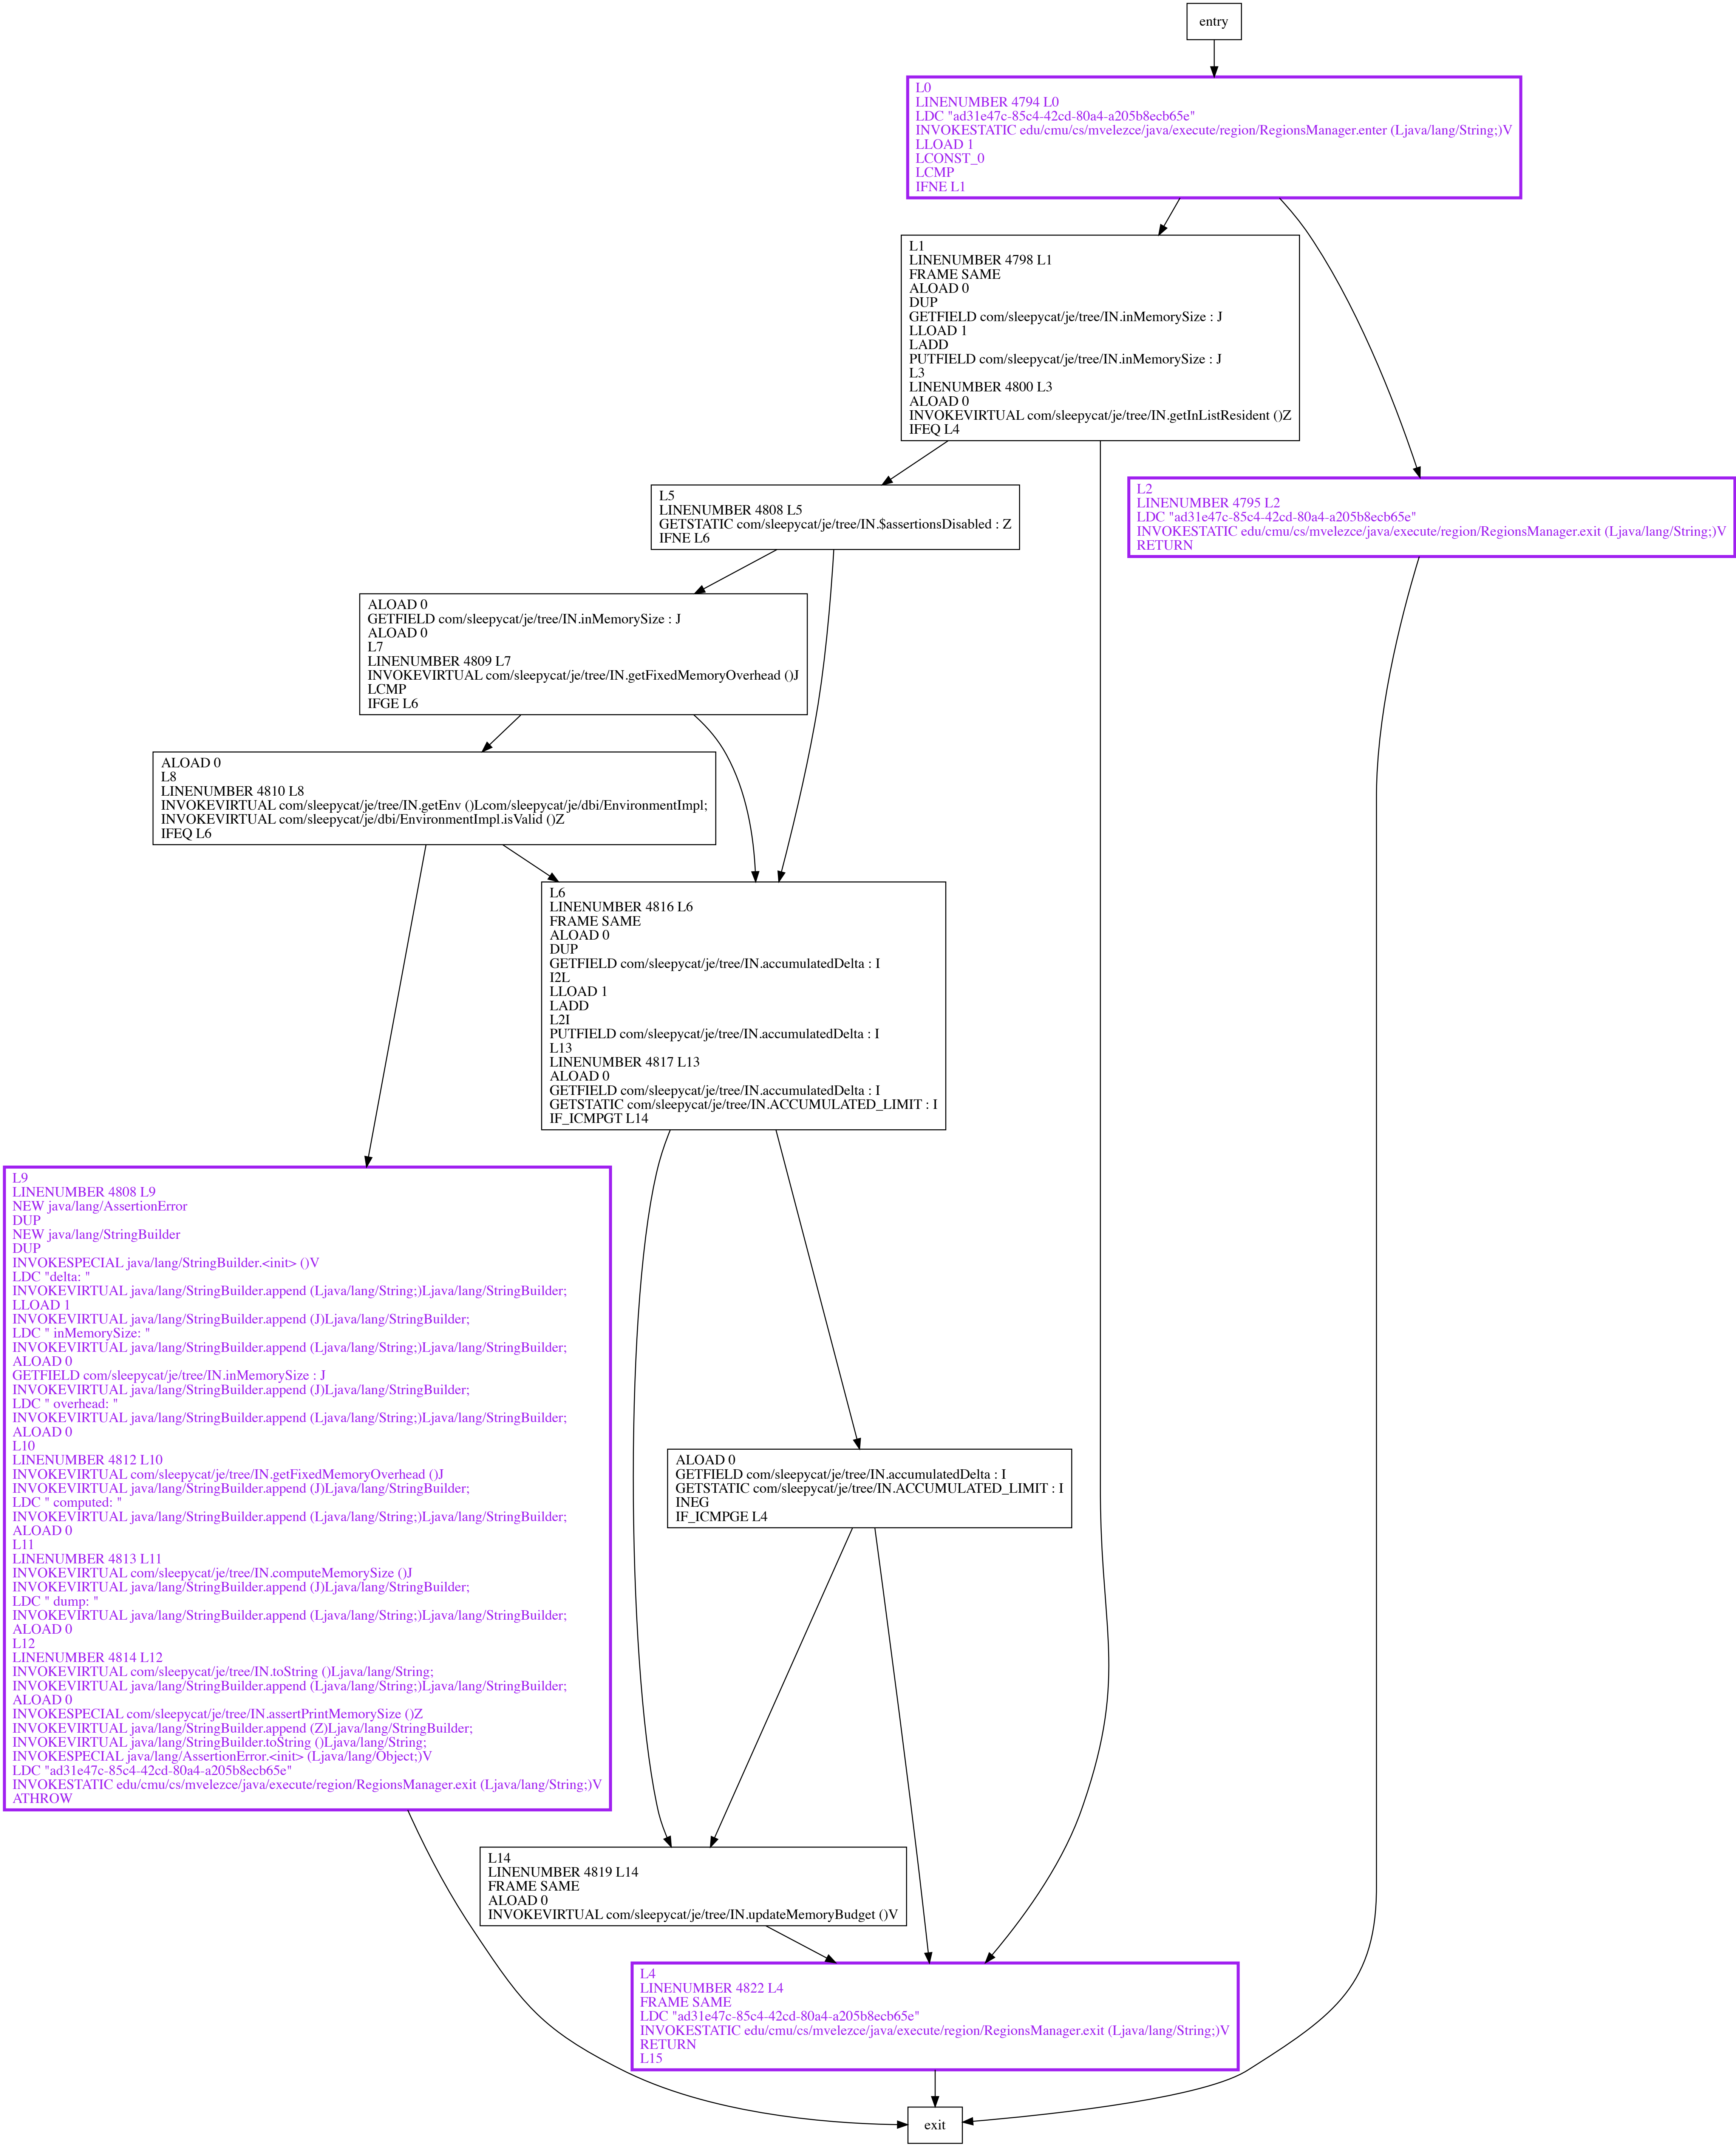 entry
L0
LINENUMBER 4794 L0
LDC "ad31e47c-85c4-42cd-80a4-a205b8ecb65e"
INVOKESTATIC edu/cmu/cs/mvelezce/java/execute/region/RegionsManager.enter (Ljava/lang/String;)V
LLOAD 1
LCONST_0
LCMP
IFNE L1
L1
LINENUMBER 4798 L1
FRAME SAME
ALOAD 0
DUP
GETFIELD com/sleepycat/je/tree/IN.inMemorySize : J
LLOAD 1
LADD
PUTFIELD com/sleepycat/je/tree/IN.inMemorySize : J
L3
LINENUMBER 4800 L3
ALOAD 0
INVOKEVIRTUAL com/sleepycat/je/tree/IN.getInListResident ()Z
IFEQ L4
L2
LINENUMBER 4795 L2
LDC "ad31e47c-85c4-42cd-80a4-a205b8ecb65e"
INVOKESTATIC edu/cmu/cs/mvelezce/java/execute/region/RegionsManager.exit (Ljava/lang/String;)V
RETURN
L5
LINENUMBER 4808 L5
GETSTATIC com/sleepycat/je/tree/IN.$assertionsDisabled : Z
IFNE L6
ALOAD 0
GETFIELD com/sleepycat/je/tree/IN.inMemorySize : J
ALOAD 0
L7
LINENUMBER 4809 L7
INVOKEVIRTUAL com/sleepycat/je/tree/IN.getFixedMemoryOverhead ()J
LCMP
IFGE L6
ALOAD 0
L8
LINENUMBER 4810 L8
INVOKEVIRTUAL com/sleepycat/je/tree/IN.getEnv ()Lcom/sleepycat/je/dbi/EnvironmentImpl;
INVOKEVIRTUAL com/sleepycat/je/dbi/EnvironmentImpl.isValid ()Z
IFEQ L6
L6
LINENUMBER 4816 L6
FRAME SAME
ALOAD 0
DUP
GETFIELD com/sleepycat/je/tree/IN.accumulatedDelta : I
I2L
LLOAD 1
LADD
L2I
PUTFIELD com/sleepycat/je/tree/IN.accumulatedDelta : I
L13
LINENUMBER 4817 L13
ALOAD 0
GETFIELD com/sleepycat/je/tree/IN.accumulatedDelta : I
GETSTATIC com/sleepycat/je/tree/IN.ACCUMULATED_LIMIT : I
IF_ICMPGT L14
L9
LINENUMBER 4808 L9
NEW java/lang/AssertionError
DUP
NEW java/lang/StringBuilder
DUP
INVOKESPECIAL java/lang/StringBuilder.<init> ()V
LDC "delta: "
INVOKEVIRTUAL java/lang/StringBuilder.append (Ljava/lang/String;)Ljava/lang/StringBuilder;
LLOAD 1
INVOKEVIRTUAL java/lang/StringBuilder.append (J)Ljava/lang/StringBuilder;
LDC " inMemorySize: "
INVOKEVIRTUAL java/lang/StringBuilder.append (Ljava/lang/String;)Ljava/lang/StringBuilder;
ALOAD 0
GETFIELD com/sleepycat/je/tree/IN.inMemorySize : J
INVOKEVIRTUAL java/lang/StringBuilder.append (J)Ljava/lang/StringBuilder;
LDC " overhead: "
INVOKEVIRTUAL java/lang/StringBuilder.append (Ljava/lang/String;)Ljava/lang/StringBuilder;
ALOAD 0
L10
LINENUMBER 4812 L10
INVOKEVIRTUAL com/sleepycat/je/tree/IN.getFixedMemoryOverhead ()J
INVOKEVIRTUAL java/lang/StringBuilder.append (J)Ljava/lang/StringBuilder;
LDC " computed: "
INVOKEVIRTUAL java/lang/StringBuilder.append (Ljava/lang/String;)Ljava/lang/StringBuilder;
ALOAD 0
L11
LINENUMBER 4813 L11
INVOKEVIRTUAL com/sleepycat/je/tree/IN.computeMemorySize ()J
INVOKEVIRTUAL java/lang/StringBuilder.append (J)Ljava/lang/StringBuilder;
LDC " dump: "
INVOKEVIRTUAL java/lang/StringBuilder.append (Ljava/lang/String;)Ljava/lang/StringBuilder;
ALOAD 0
L12
LINENUMBER 4814 L12
INVOKEVIRTUAL com/sleepycat/je/tree/IN.toString ()Ljava/lang/String;
INVOKEVIRTUAL java/lang/StringBuilder.append (Ljava/lang/String;)Ljava/lang/StringBuilder;
ALOAD 0
INVOKESPECIAL com/sleepycat/je/tree/IN.assertPrintMemorySize ()Z
INVOKEVIRTUAL java/lang/StringBuilder.append (Z)Ljava/lang/StringBuilder;
INVOKEVIRTUAL java/lang/StringBuilder.toString ()Ljava/lang/String;
INVOKESPECIAL java/lang/AssertionError.<init> (Ljava/lang/Object;)V
LDC "ad31e47c-85c4-42cd-80a4-a205b8ecb65e"
INVOKESTATIC edu/cmu/cs/mvelezce/java/execute/region/RegionsManager.exit (Ljava/lang/String;)V
ATHROW
ALOAD 0
GETFIELD com/sleepycat/je/tree/IN.accumulatedDelta : I
GETSTATIC com/sleepycat/je/tree/IN.ACCUMULATED_LIMIT : I
INEG
IF_ICMPGE L4
L14
LINENUMBER 4819 L14
FRAME SAME
ALOAD 0
INVOKEVIRTUAL com/sleepycat/je/tree/IN.updateMemoryBudget ()V
L4
LINENUMBER 4822 L4
FRAME SAME
LDC "ad31e47c-85c4-42cd-80a4-a205b8ecb65e"
INVOKESTATIC edu/cmu/cs/mvelezce/java/execute/region/RegionsManager.exit (Ljava/lang/String;)V
RETURN
L15
exit